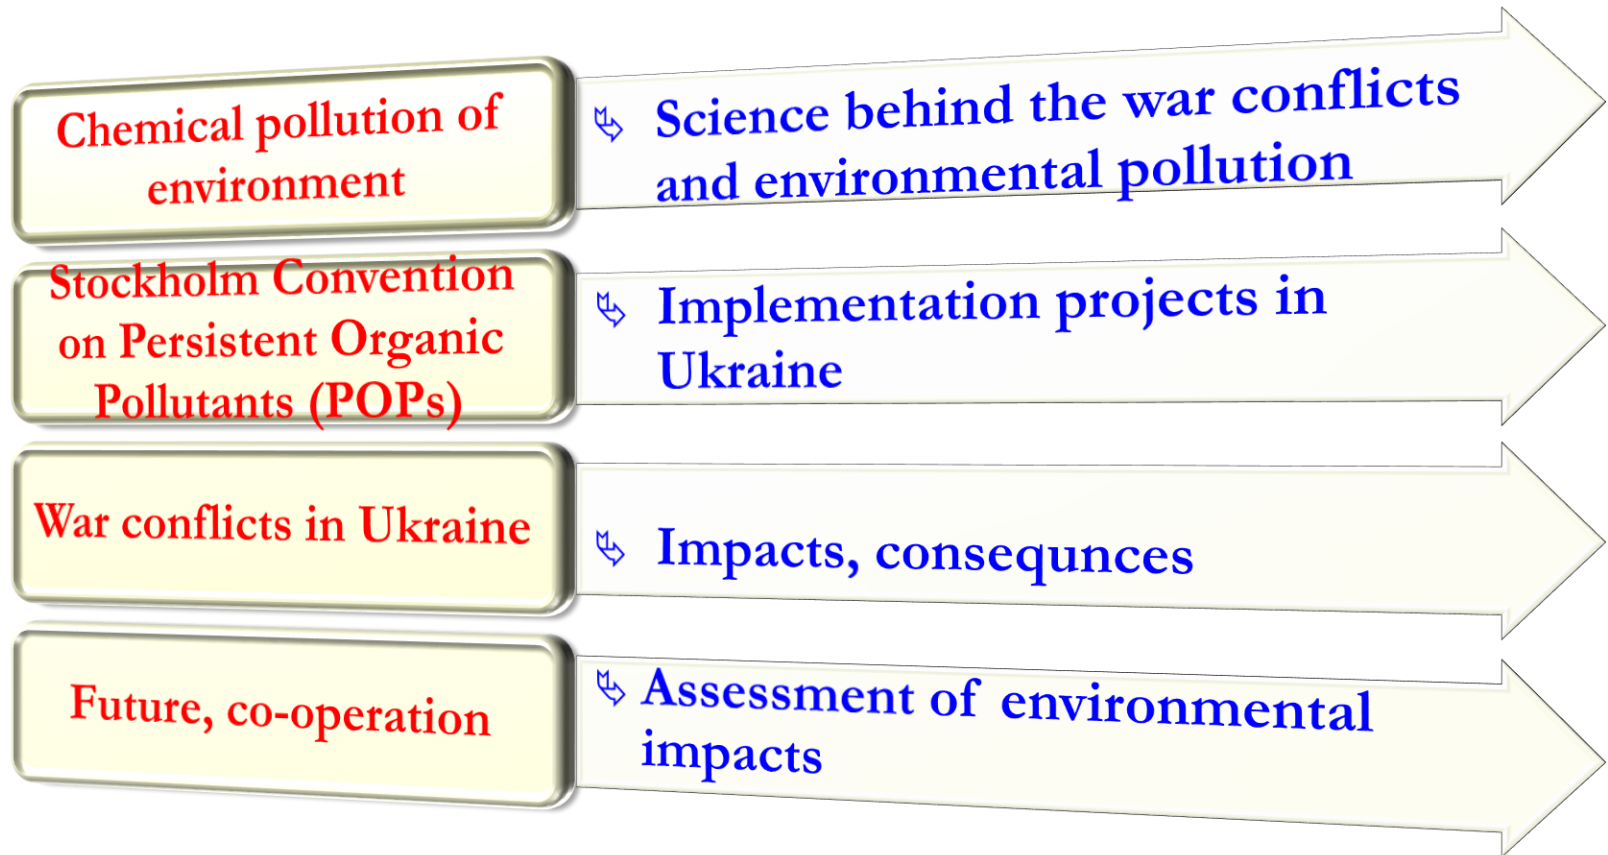 Chemical pollution of
environment
Science behind the war conflicts
and environmental pollution
Stockholm Convention
on Persistent Organic
Pollutants (POPs)
Implementation projects in
Ukraine
War conflicts in Ukraine
Impacts, consequnces
Future, co-operation
Assessment of environmental
impacts